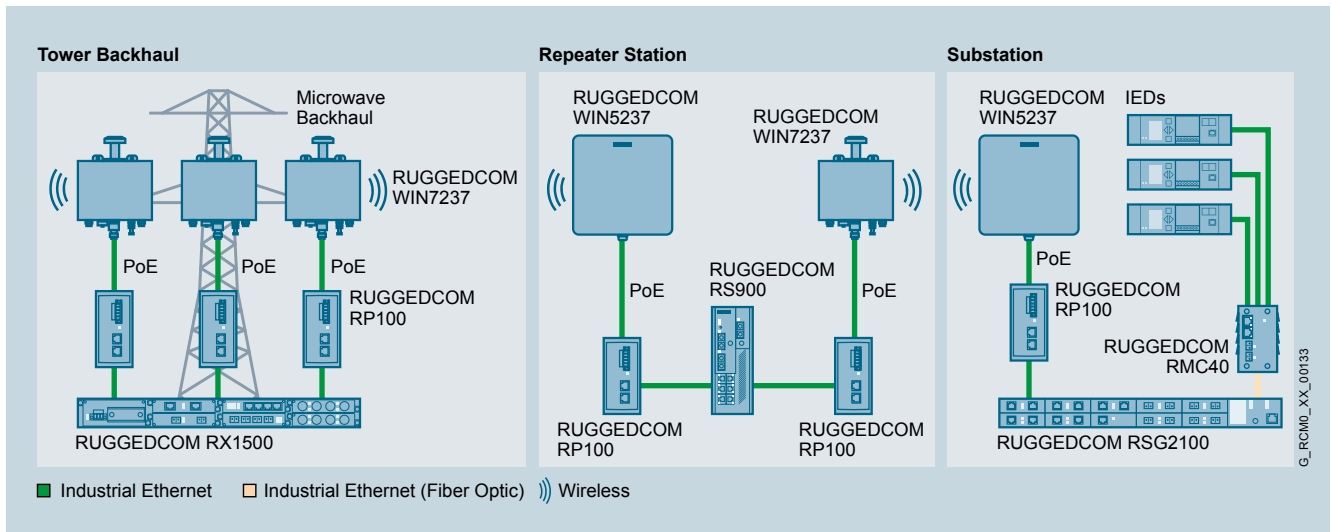 Tower Backhaul
Microwave
Backhaul
RUGGEDCOM
WIN7237
PoE
PoE
PoE
RUGGEDCOM
RP100
RUGGEDCOM RX1500
Repeater Station
RUGGEDCOM
WIN5237
RUGGEDCOM
WIN7237
PoE
RUGGEDCOM
RS900
PoE
RUGGEDCOM
RP100
RUGGEDCOM
RP100
Substation
RUGGEDCOM
WIN5237
IEDs
PoE
RUGGEDCOM
RP100
RUGGEDCOM
RMC40
RUGGEDCOM RSG2100
G_RCM0_XX_00133
Industrial Ethernet
Industrial Ethernet (Fiber Optic)
Wireless